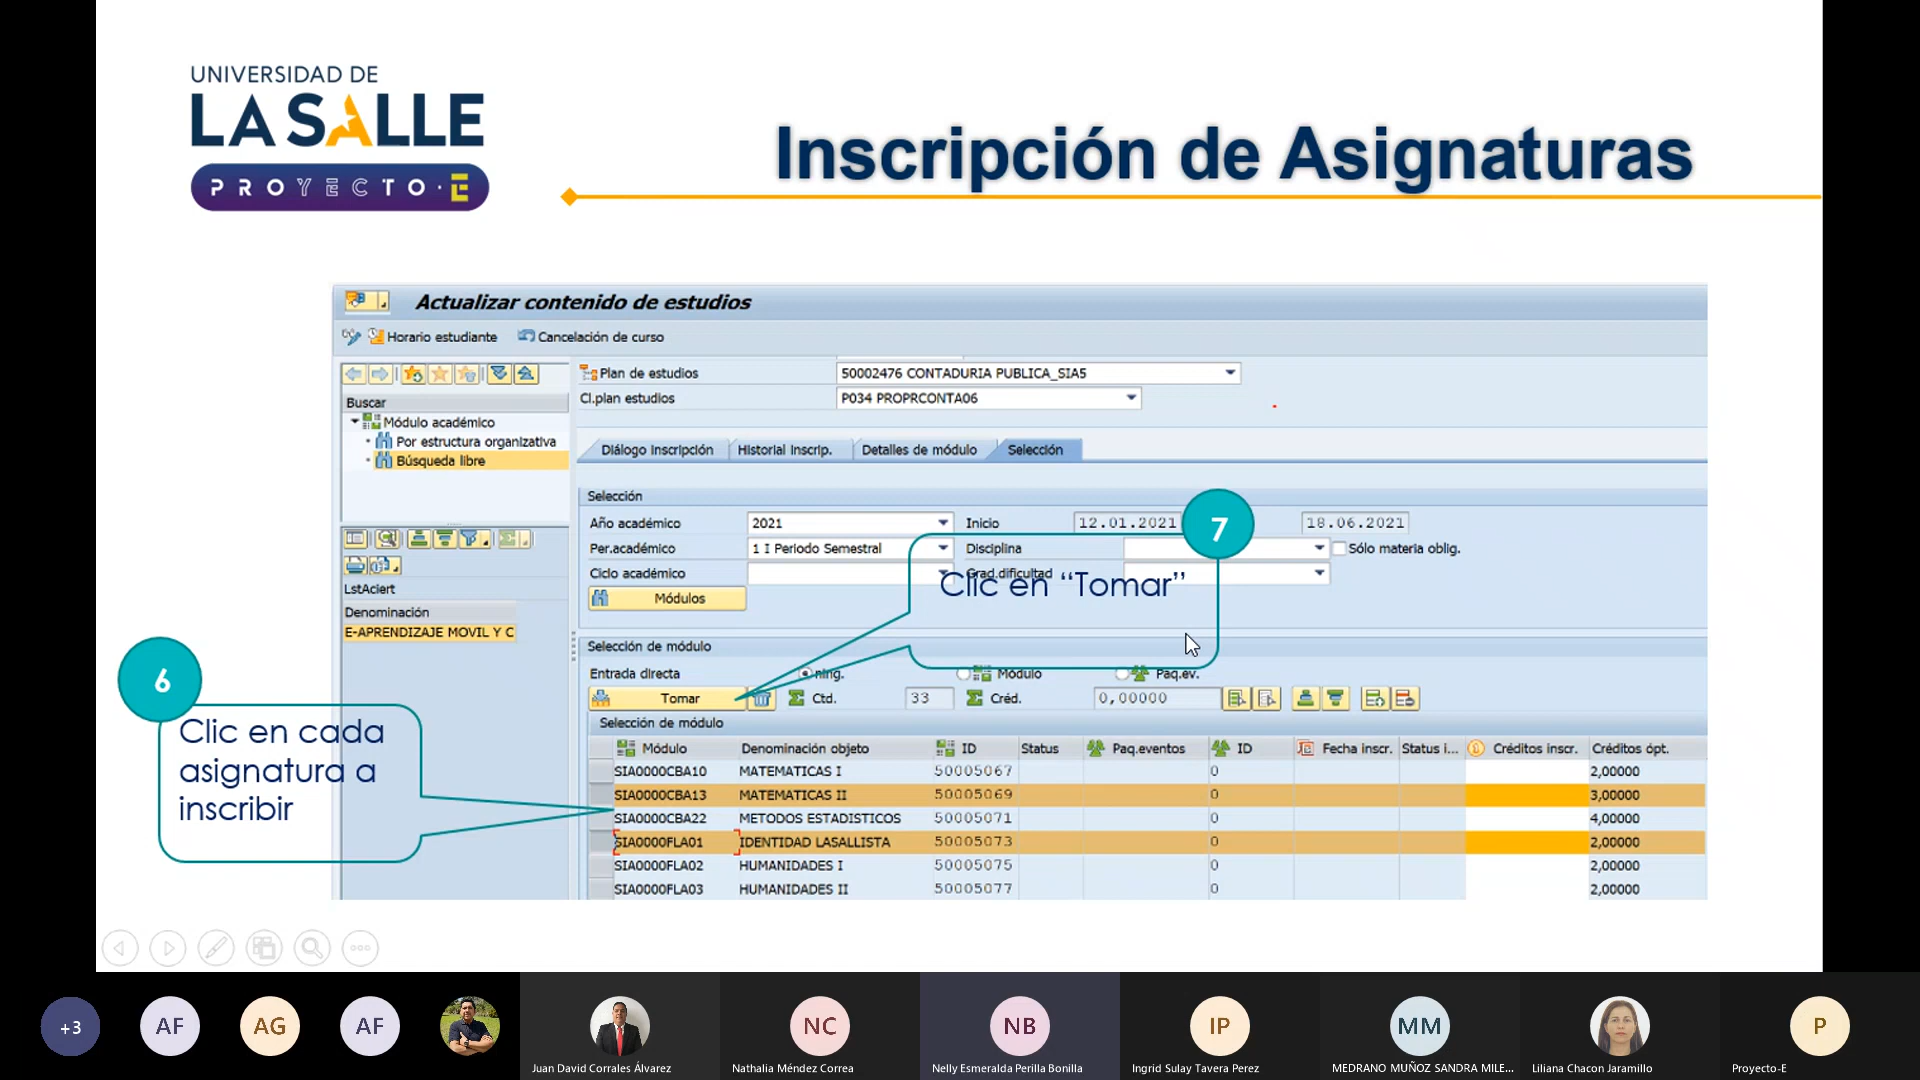 UNIVERSIDAD DE
LA SALLE
PROYECTO·E
Inscripción de Asignaturas
Actualizar contenido de estudios
Horario estudiante Cancelación de curso
Plan de estudios 50002476 CONTADURIA PUBLICA_SIA5
Cl.plan estudios P034 PROPRCONTA06
Buscar
Módulo académico
Por estructura organizativa
Búsqueda libre
Diálogo inscripción Historial inscrip. Detalles de módulo Selección
Selección
Año académico 2021 Inicio 12.01.2021 18.06.2021
Per.académico 1 I Periodo Semestral Disciplina Sólo materia oblig.
Ciclo académico Grad.dificultad
Módulos
7
Clic en “Tomar”
LstAciert
Denominación
E-APRENDIZAJE MOVIL Y C
6
Clic en cada
asignatura a
inscribir
Selección de módulo
Entrada directa ning. Módulo Paq.ev.
Tomar Ctd. 33 Créd. 0,00000
Selección de módulo
Módulo Denominación objeto ID Status Paq.eventos ID Fecha inscr. Status i... Créditos inscr. Créditos ópt.
SIA0000CBA10 MATEMATICAS I 50005067 0 2,00000
SIA0000CBA13 MATEMATICAS II 50005069 0 3,00000
SIA0000CBA22 METODOS ESTADISTICOS 50005071 0 4,00000
SIA0000FLA01 IDENTIDAD LASALLISTA 50005073 0 2,00000
SIA0000FLA02 HUMANIDADES I 50005075 0 2,00000
SIA0000FLA03 HUMANIDADES II 50005077 0 2,00000
+3 AF AG AF NC NB IP MM P
Juan David Corrales Álvarez Nathalia Méndez Correa Nelly Esmeralda Perilla Bonilla Ingrid Sulay Tavera Perez MEDRANO MUÑOZ SANDRA MILE... Liliana Chacon Jaramillo Proyecto-E